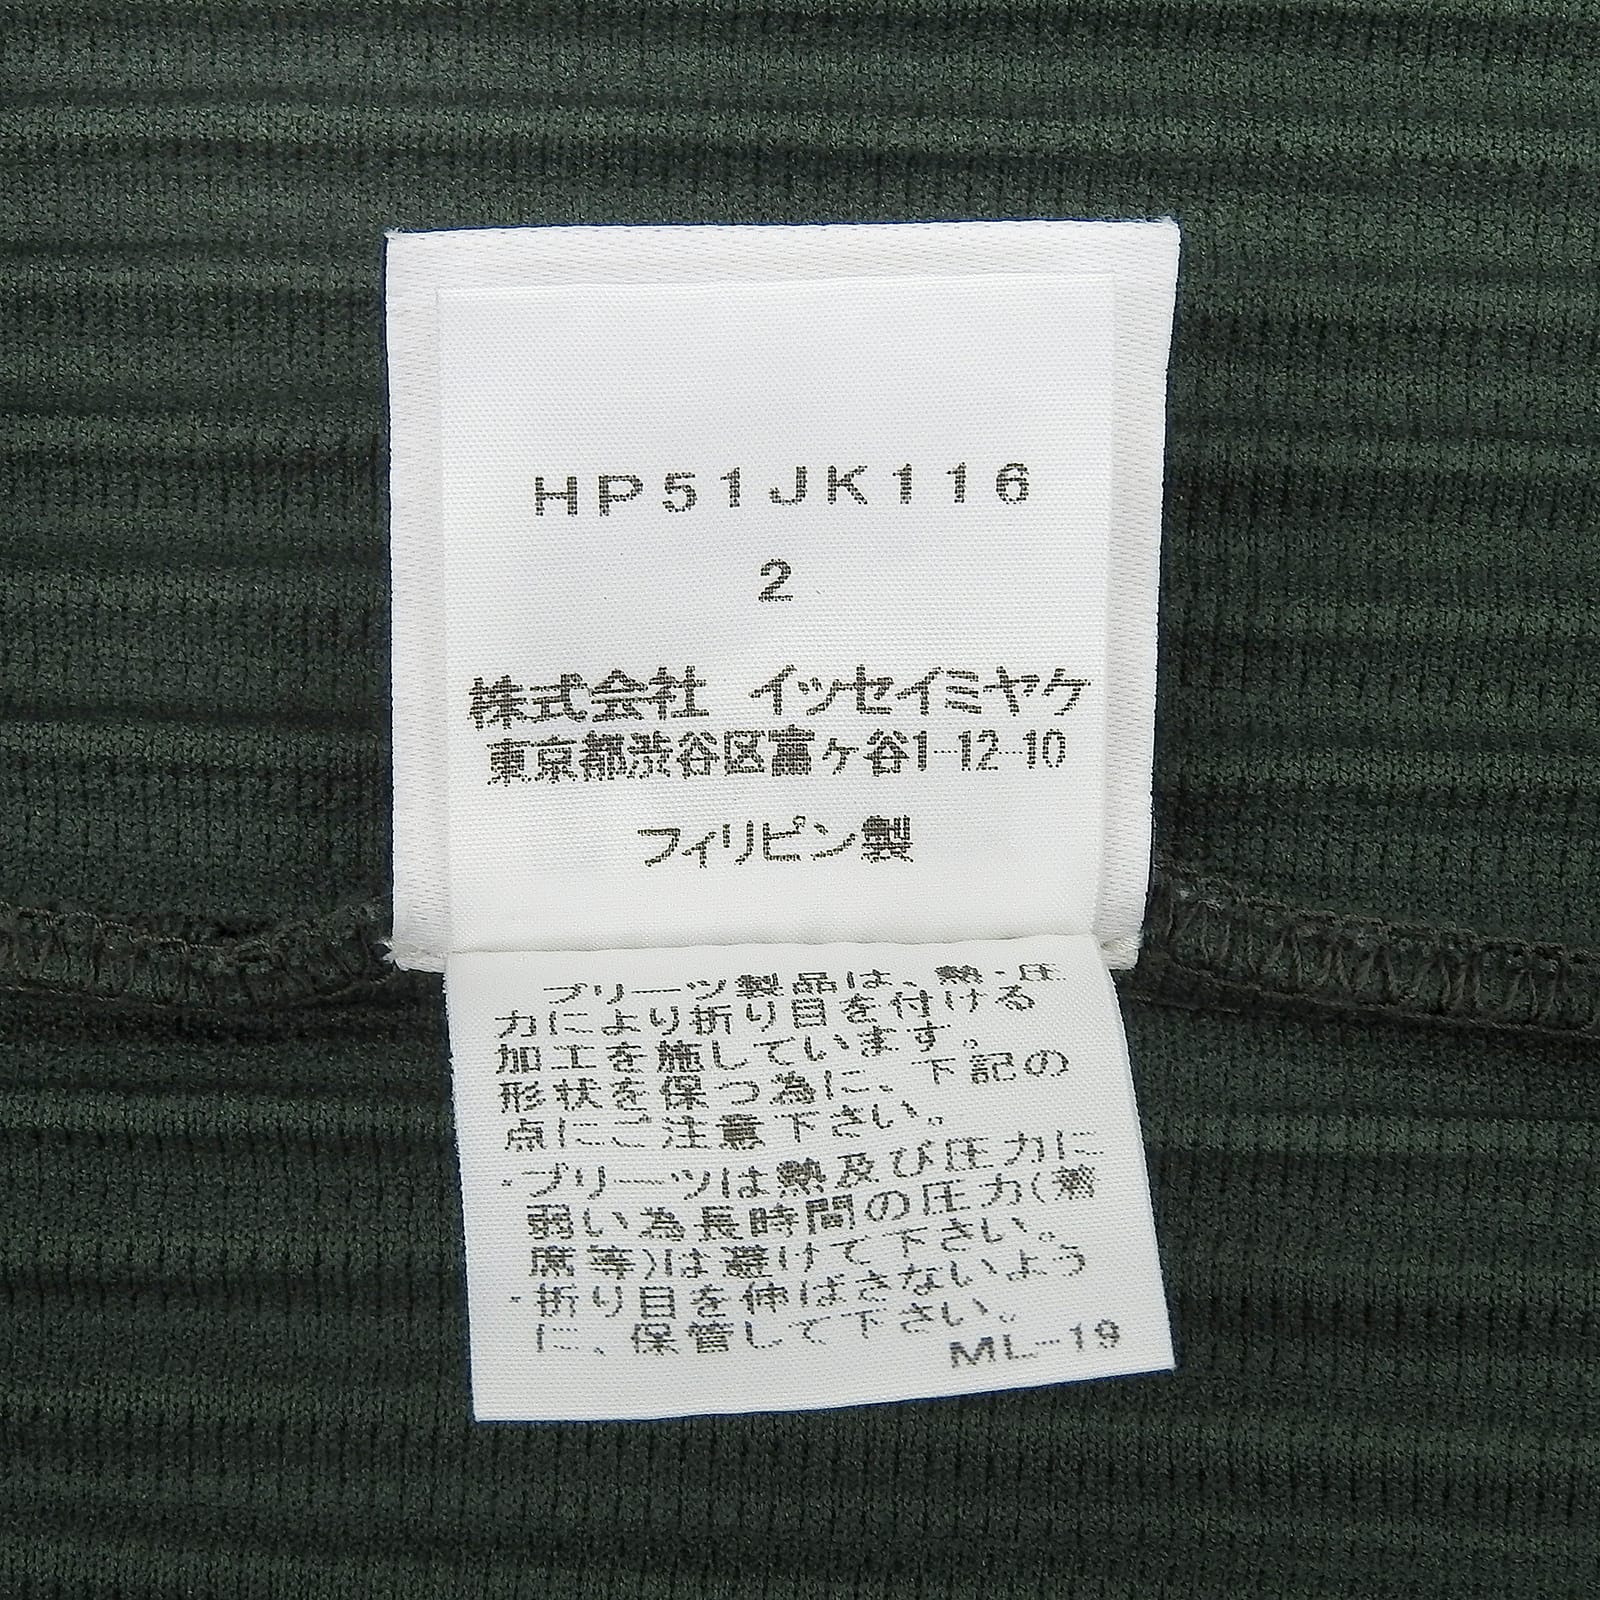 HP51JK116
2
株式会社 イッセイミヤケ
東京都渋谷区富ヶ谷1-12-10
フィリピン製
プリーツ製品は、熱・圧
力により折り目を付ける
加工を施しています。
形状を保つ為に、下記の
点にご注意下さい。
・プリーツは熱及び圧力に
弱い為長時間の圧力(着
席等)は避けて下さい。
・折り目を伸ばさないよう
に、保管して下さい。
ML-19